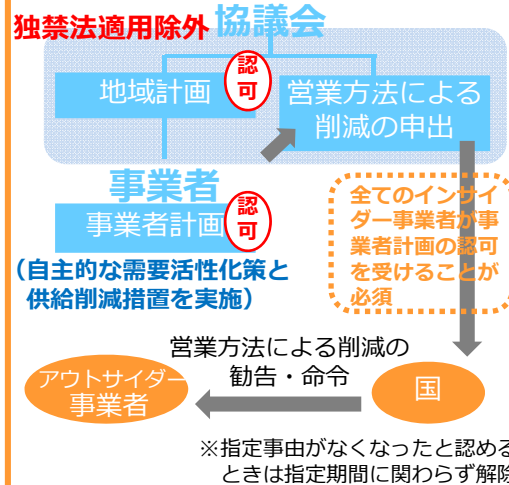 独禁法適用除外
協議会
地域計画
認
可
営業方法による
削減の申出
事業者
事業者計画
認
可
(自主的な需要活性化策と
供給削減措置を実施)
全てのインサイ
ダー事業者が事
業者計画の認可
を受けることが
必須
営業方法による削減の
勧告・命令
アウトサイダー
事業者
国
※指定事由がなくなったと認める
ときは指定期間に関わらず解除